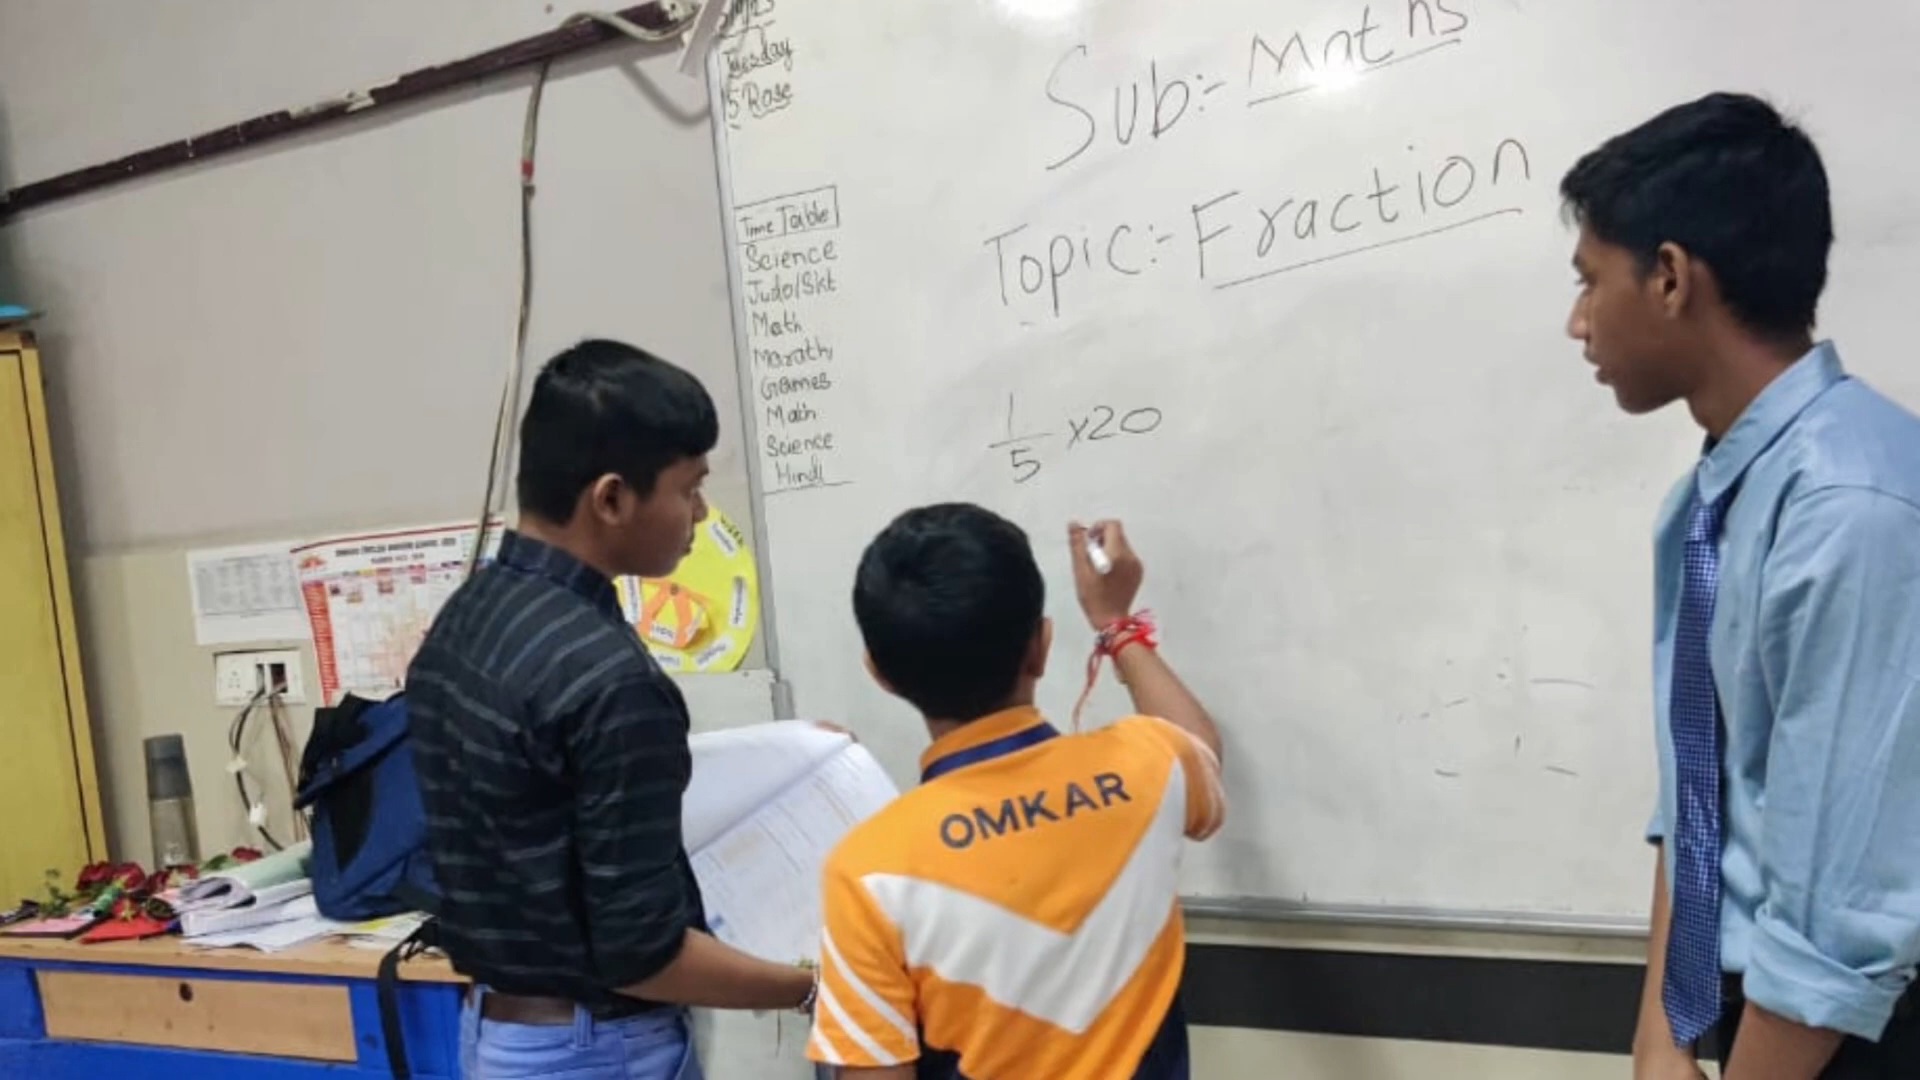 Tuesday
5 Rose
Time Table
Science
Judo/Skt
Math
Marathi
Games
Math
Science
Hindi
Sub:- Maths
Topic:- Fraction
1/5 ×20
OMKAR